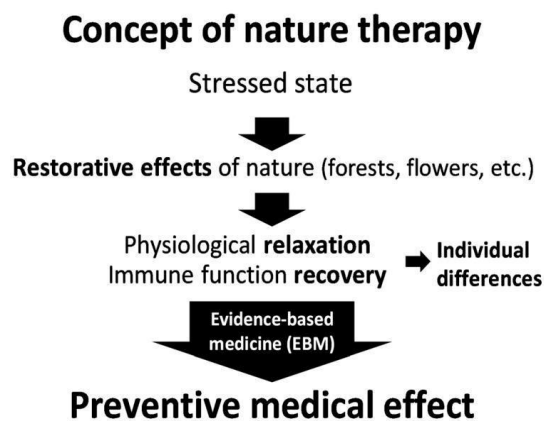 Concept of nature therapy
Stressed state
Restorative effects of nature (forests, flowers, etc.)
Physiological relaxation
Immune function recovery
Individual
differences
Evidence-based
medicine (EBM)
Preventive medical effect